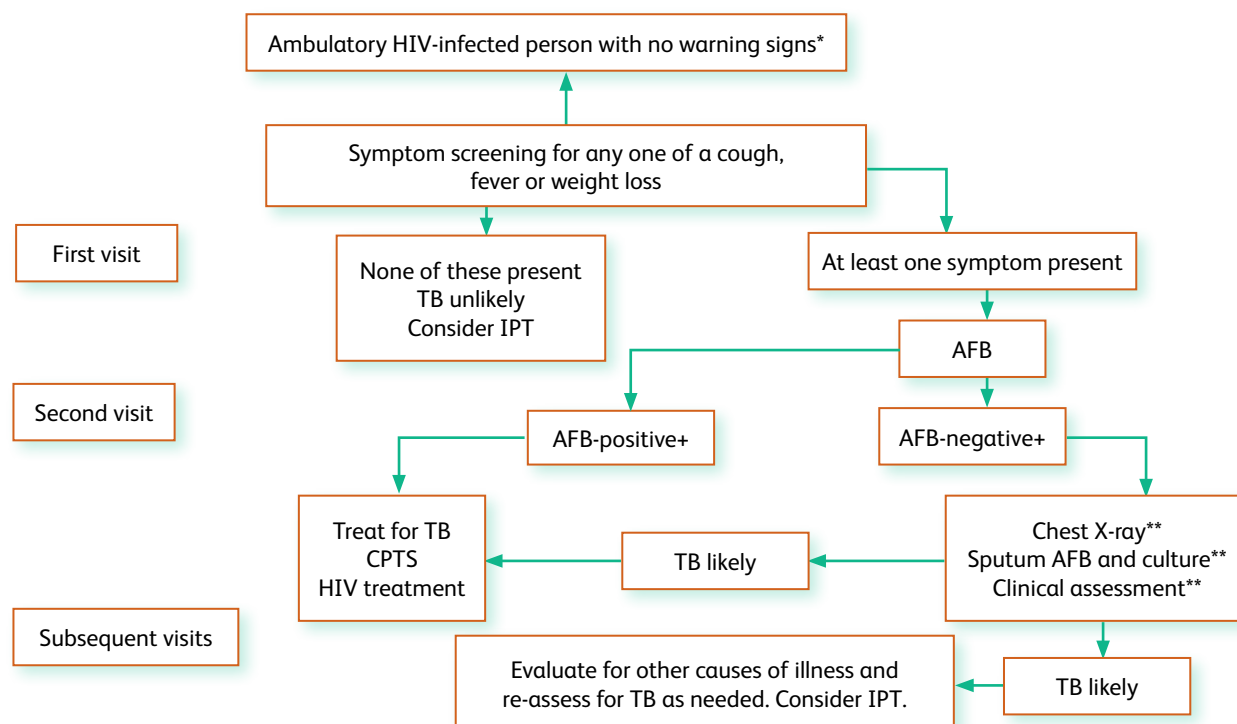 Ambulatory HIV-infected person with no warning signs*
Symptom screening for any one of a cough,
fever or weight loss
First visit
None of these present
TB unlikely
Consider IPT
At least one symptom present
AFB
Second visit
AFB-positive+
AFB-negative+
Treat for TB
CPTS
HIV treatment
TB likely
Chest X-ray**
Sputum AFB and culture**
Clinical assessment**
Subsequent visits
Evaluate for other causes of illness and
re-assess for TB as needed. Consider IPT.
TB likely